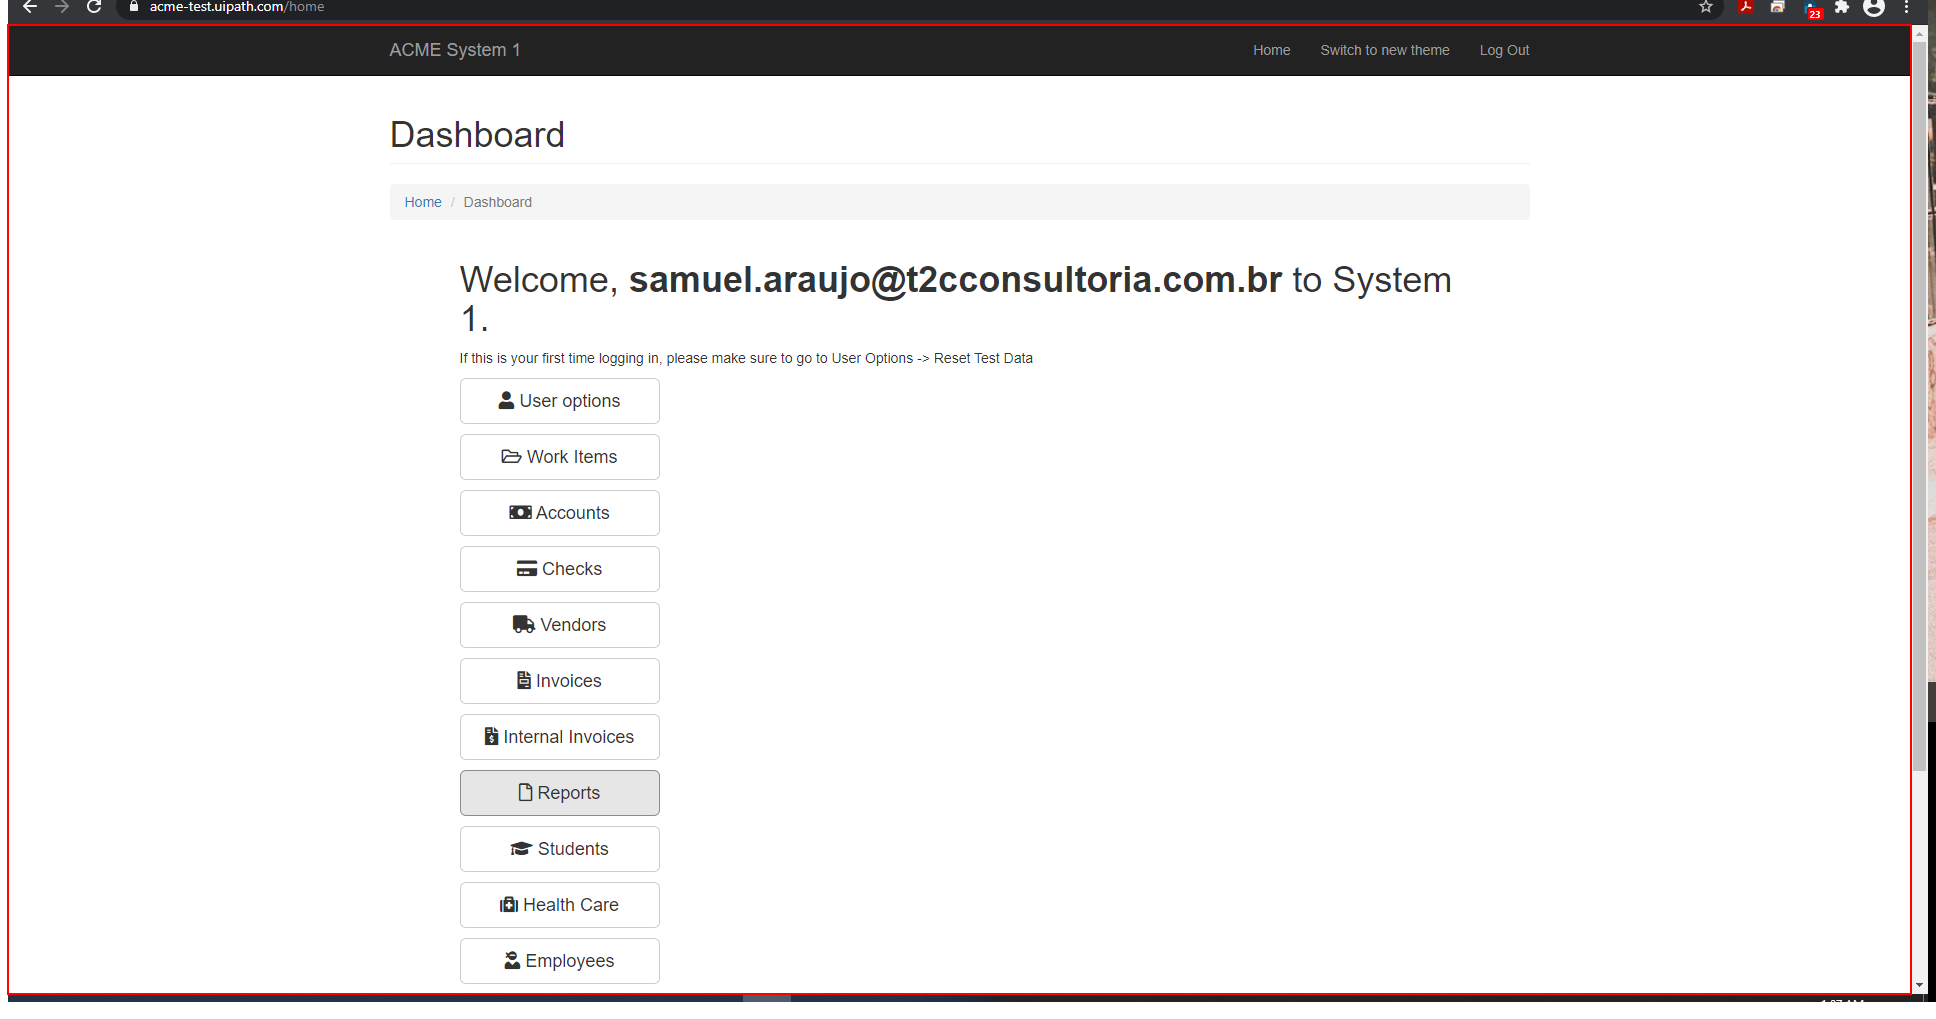 acme-test.uipath.com/home
23
ACME System 1
Home
Switch to new theme
Log Out
Dashboard
Home / Dashboard
Welcome, samuel.araujo@t2cconsultoria.com.br to System
1.
If this is your first time logging in, please make sure to go to User Options -> Reset Test Data
User options
Work Items
Accounts
Checks
Vendors
Invoices
Internal Invoices
Reports
Students
Health Care
Employees